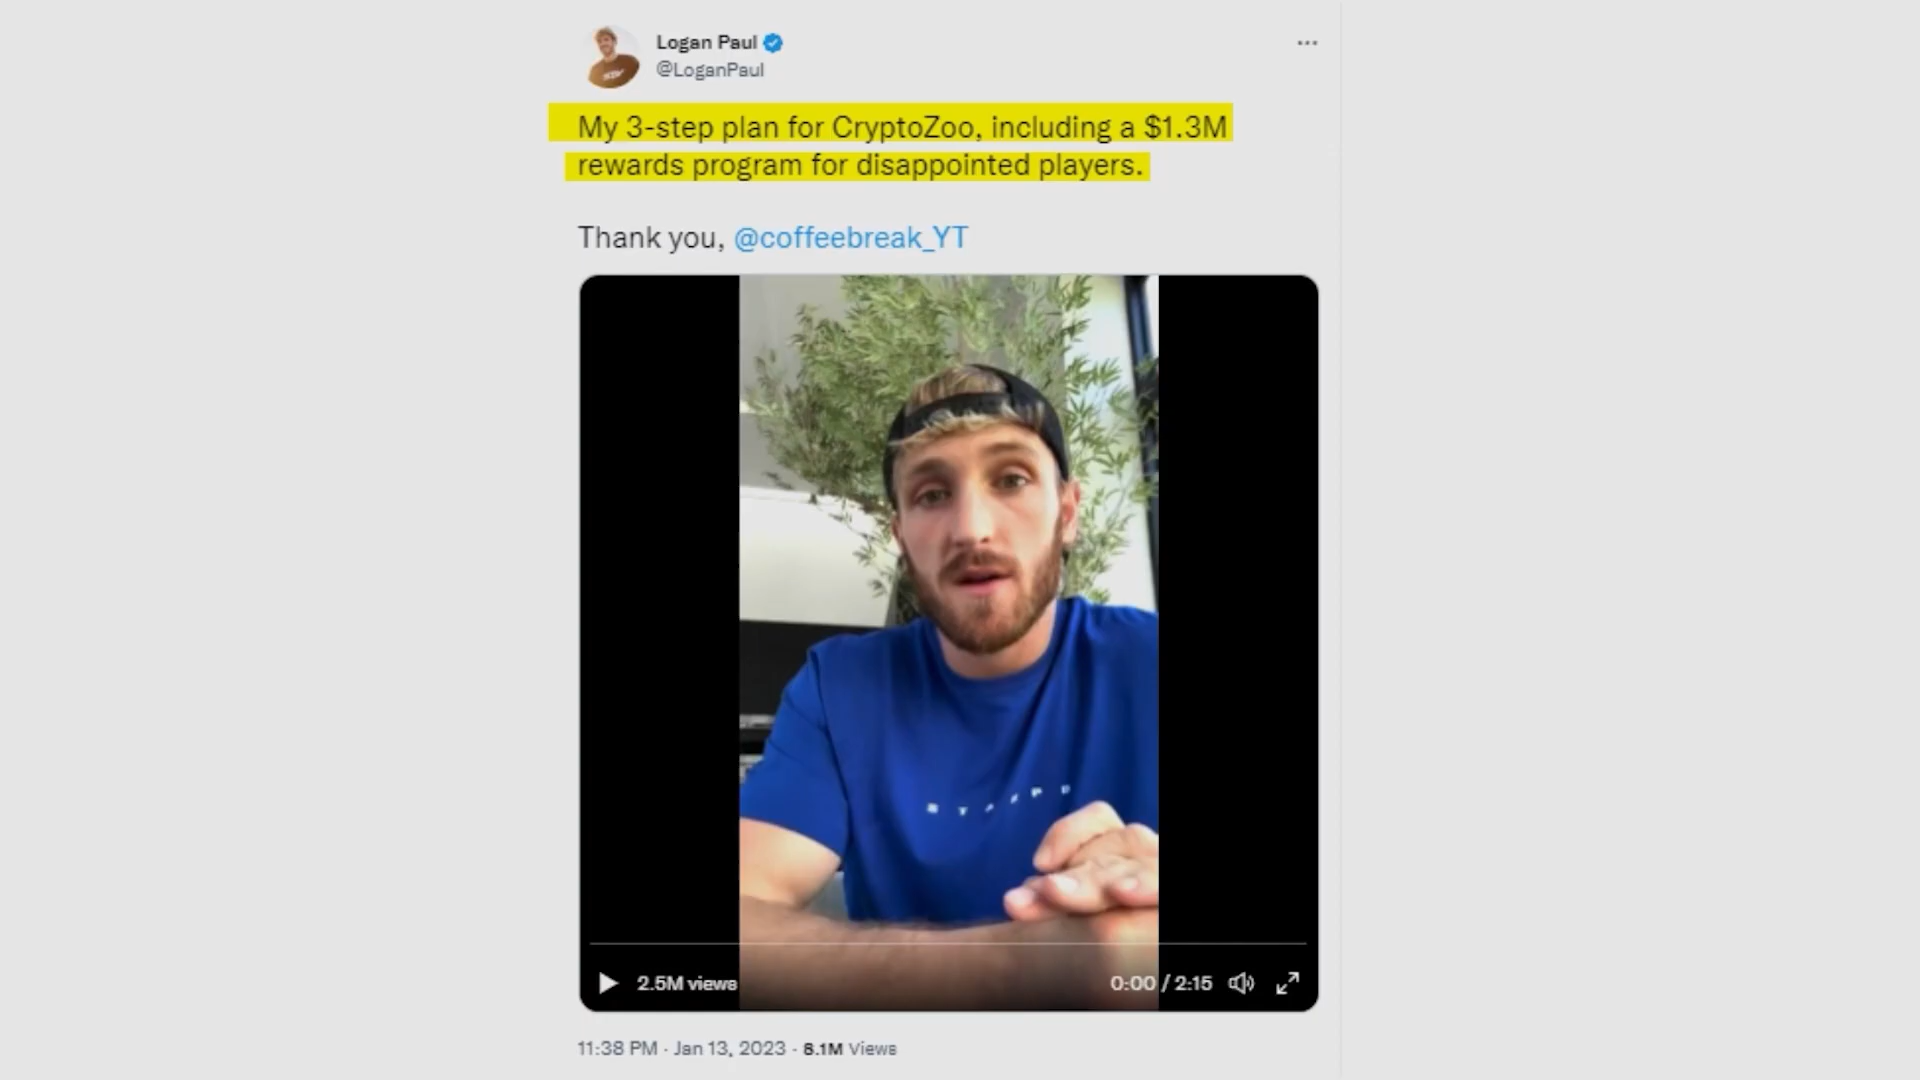 Logan Paul
@LoganPaul
My 3-step plan for CryptoZoo, including a $1.3M
rewards program for disappointed players.
Thank you, @coffeebreak_YT
2.5M views
0:00 / 2:15
11:38 PM · Jan 13, 2023 · 8.1M Views